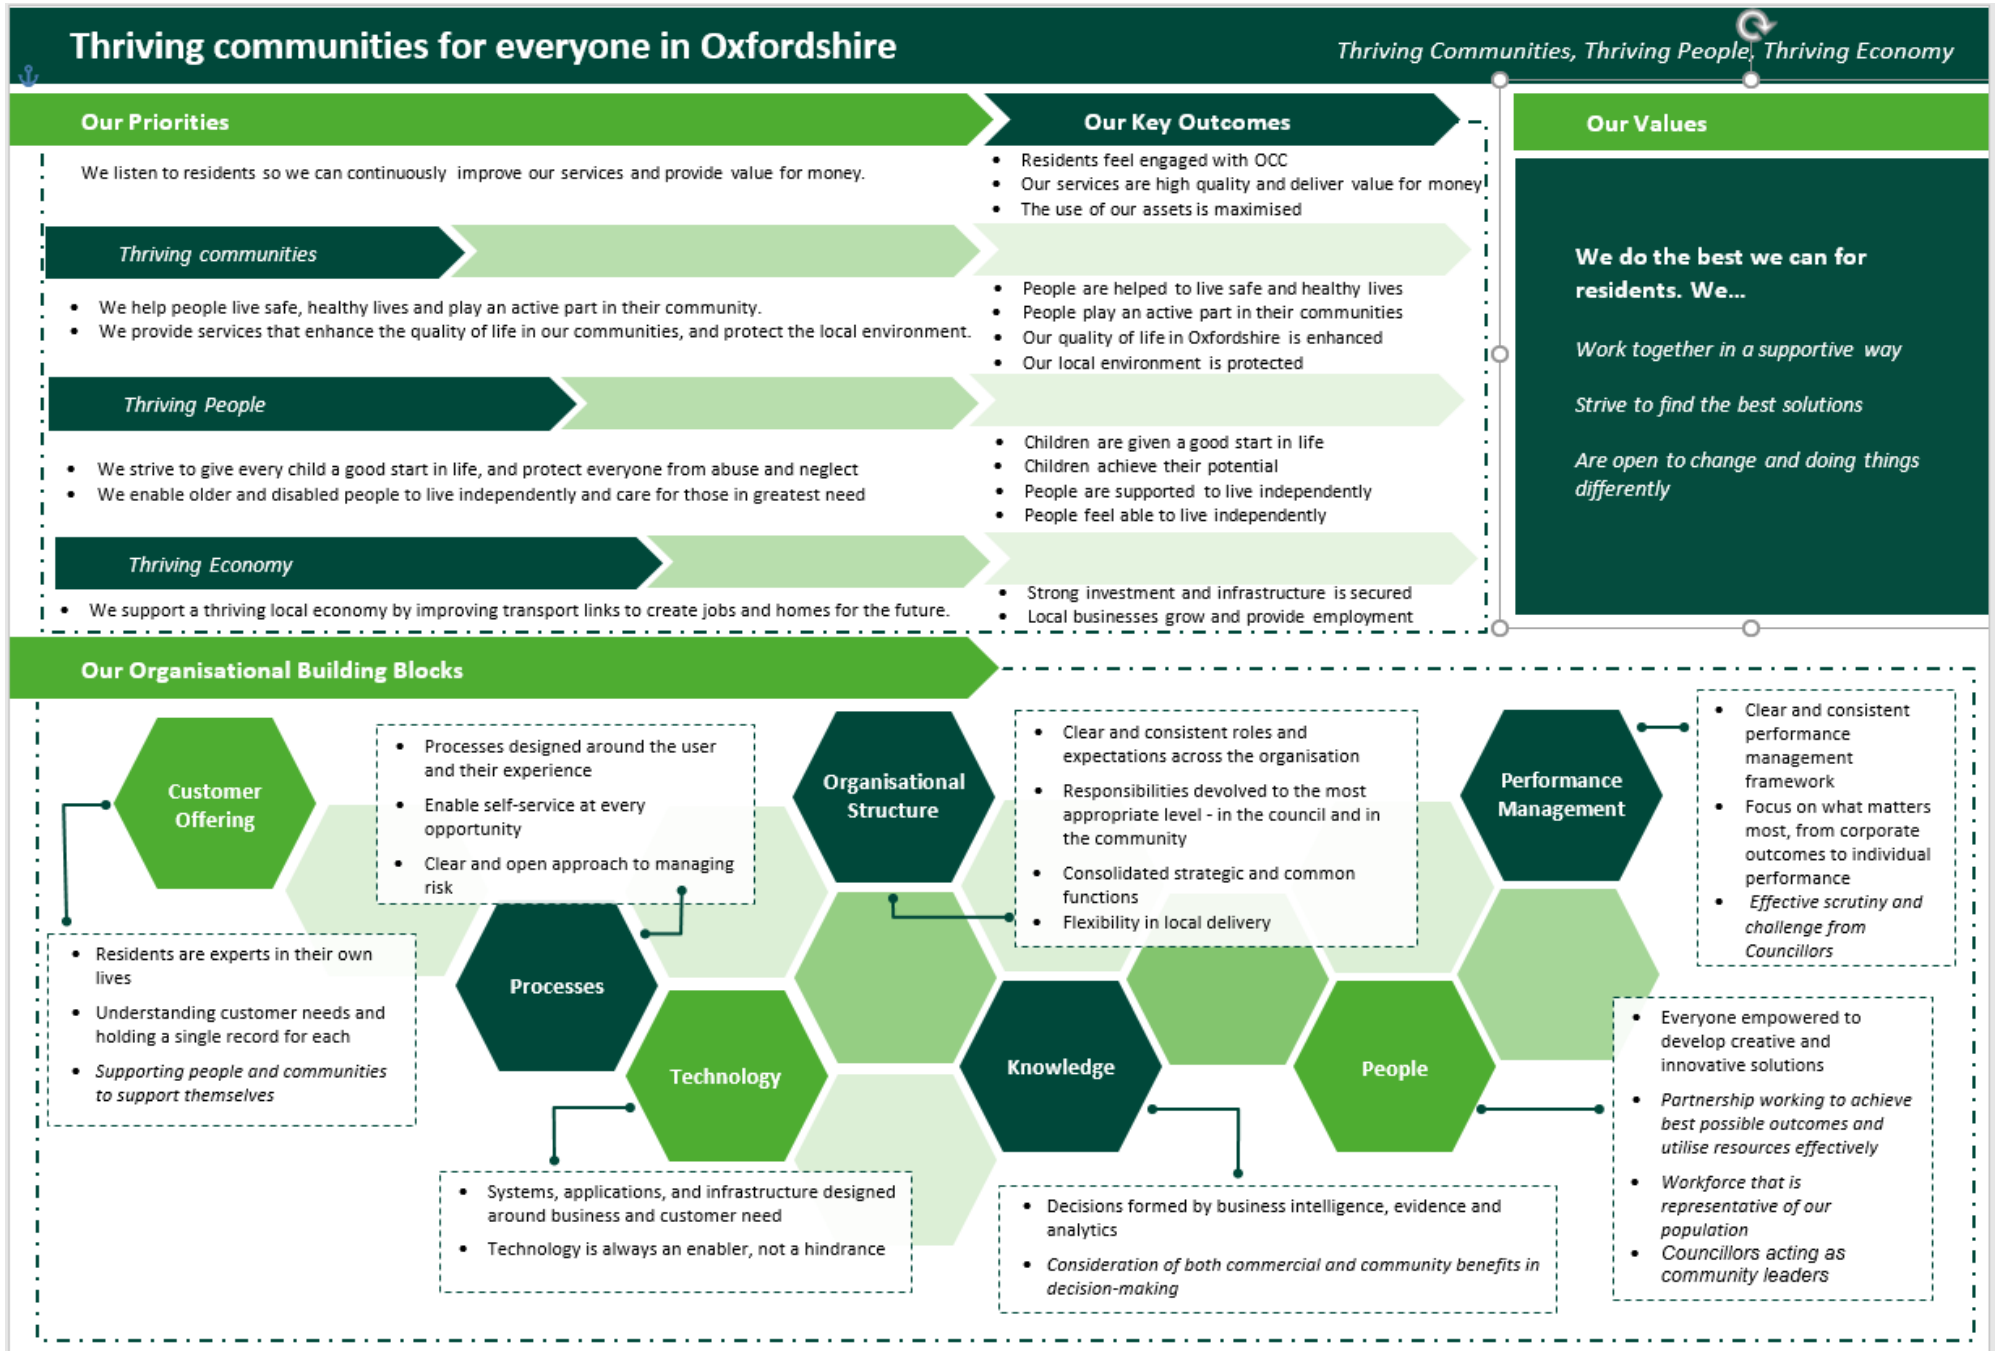 Thriving communities for everyone in Oxfordshire
Thriving Communities, Thriving People, Thriving Economy
Our Priorities
We listen to residents so we can continuously improve our services and provide value for money.
Our Key Outcomes
• Residents feel engaged with OCC
• Our services are high quality and deliver value for money
• The use of our assets is maximised
Thriving communities
• We help people live safe, healthy lives and play an active part in their community.
• We provide services that enhance the quality of life in our communities, and protect the local environment.
• People are helped to live safe and healthy lives
• People play an active part in their communities
• Our quality of life in Oxfordshire is enhanced
• Our local environment is protected
Thriving People
• We strive to give every child a good start in life, and protect everyone from abuse and neglect
• We enable older and disabled people to live independently and care for those in greatest need
• Children are given a good start in life
• Children achieve their potential
• People are supported to live independently
• People feel able to live independently
Thriving Economy
• We support a thriving local economy by improving transport links to create jobs and homes for the future.
• Strong investment and infrastructure is secured
• Local businesses grow and provide employment
Our Values
We do the best we can for
residents. We...
Work together in a supportive way
Strive to find the best solutions
Are open to change and doing things
differently
Our Organisational Building Blocks
Customer
Offering
• Residents are experts in their own
lives
• Understanding customer needs and
holding a single record for each
• Supporting people and communities
to support themselves
• Processes designed around the user
and their experience
• Enable self-service at every
opportunity
• Clear and open approach to managing
risk
Processes
Technology
• Systems, applications, and infrastructure designed
around business and customer need
• Technology is always an enabler, not a hindrance
Organisational
Structure
• Clear and consistent roles and
expectations across the organisation
• Responsibilities devolved to the most
appropriate level - in the council and in
the community
• Consolidated strategic and common
functions
• Flexibility in local delivery
Knowledge
• Decisions formed by business intelligence, evidence and
analytics
• Consideration of both commercial and community benefits in
decision-making
People
• Everyone empowered to
develop creative and
innovative solutions
• Partnership working to achieve
best possible outcomes and
utilise resources effectively
• Workforce that is
representative of our
population
• Councillors acting as
community leaders
Performance
Management
• Clear and consistent
performance
management
framework
• Focus on what matters
most, from corporate
outcomes to individual
performance
• Effective scrutiny and
challenge from
Councillors